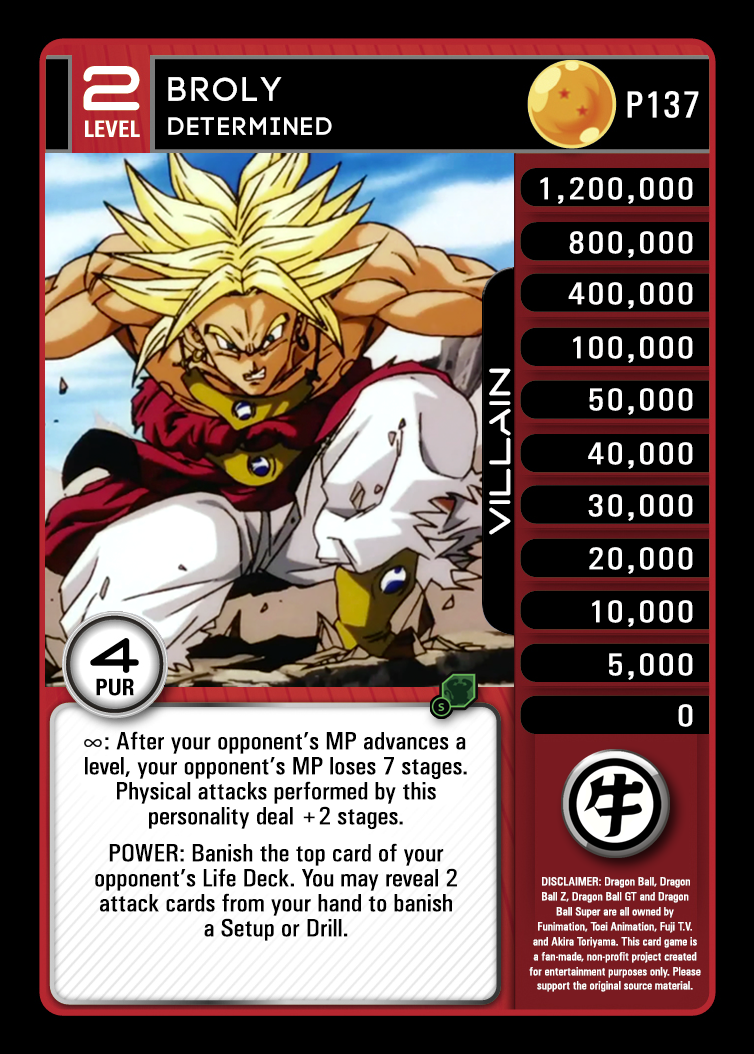 2
LEVEL
BROLY
DETERMINED
P137
1,200,000
800,000
400,000
100,000
50,000
40,000
30,000
20,000
10,000
5,000
0
VILLAIN
4
PUR
S
∞: After your opponent's MP advances a
level, your opponent's MP loses 7 stages.
Physical attacks performed by this
personality deal +2 stages.
POWER: Banish the top card of your
opponent's Life Deck. You may reveal 2
attack cards from your hand to banish
a Setup or Drill.
牛
DISCLAIMER: Dragon Ball, Dragon
Ball Z, Dragon Ball GT and Dragon
Ball Super are all owned by
Funimation, Toei Animation, Fuji T.V.
and Akira Toriyama. This card game is
a fan-made, non-profit project created
for entertainment purposes only. Please
support the original source material.